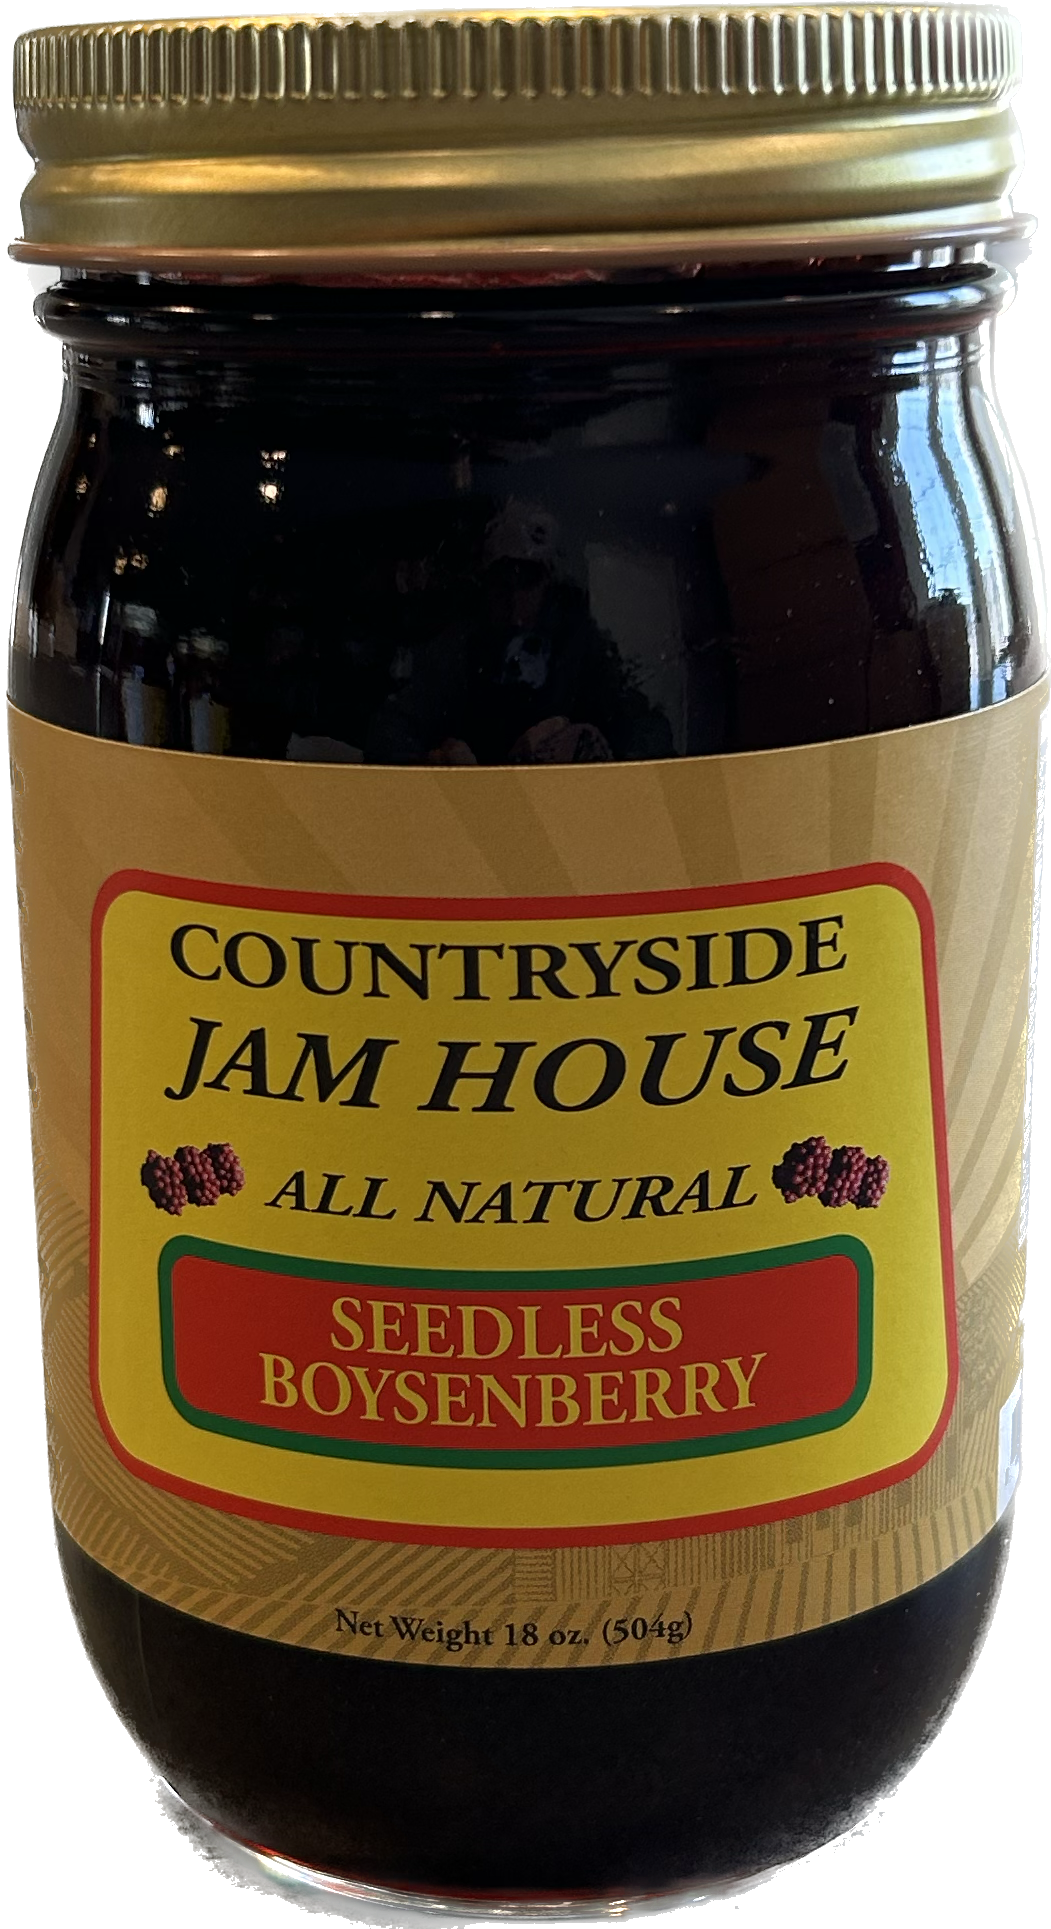 COUNTRYSIDE
JAM HOUSE
ALL NATURAL
SEEDLESS
BOYSENBERRY
Net Weight 18 oz. (504g)